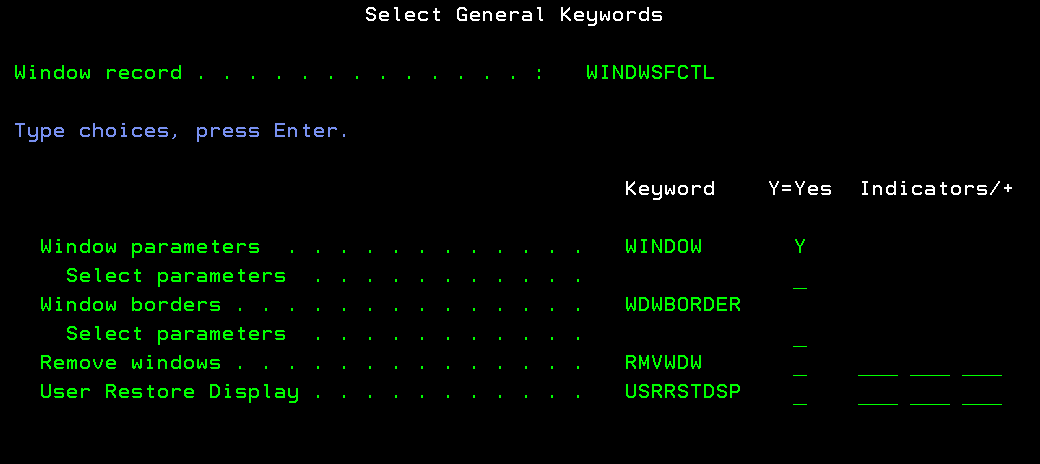 Select General Keywords
Window record . . . . . . . . . . . . . . :   WINDWSFCTL
Type choices, press Enter.
Keyword    Y=Yes  Indicators/+
Window parameters  . . . . . . . . . . . .   WINDOW       Y
Select parameters  . . . . . . . . . . .                _
Window borders . . . . . . . . . . . . . .   WDWBORDER
Select parameters  . . . . . . . . . . .                _
Remove windows . . . . . . . . . . . . . .   RMVWDW       _    ___ ___ ___
User Restore Display . . . . . . . . . . .   USRRSTDSP    _    ___ ___ ___